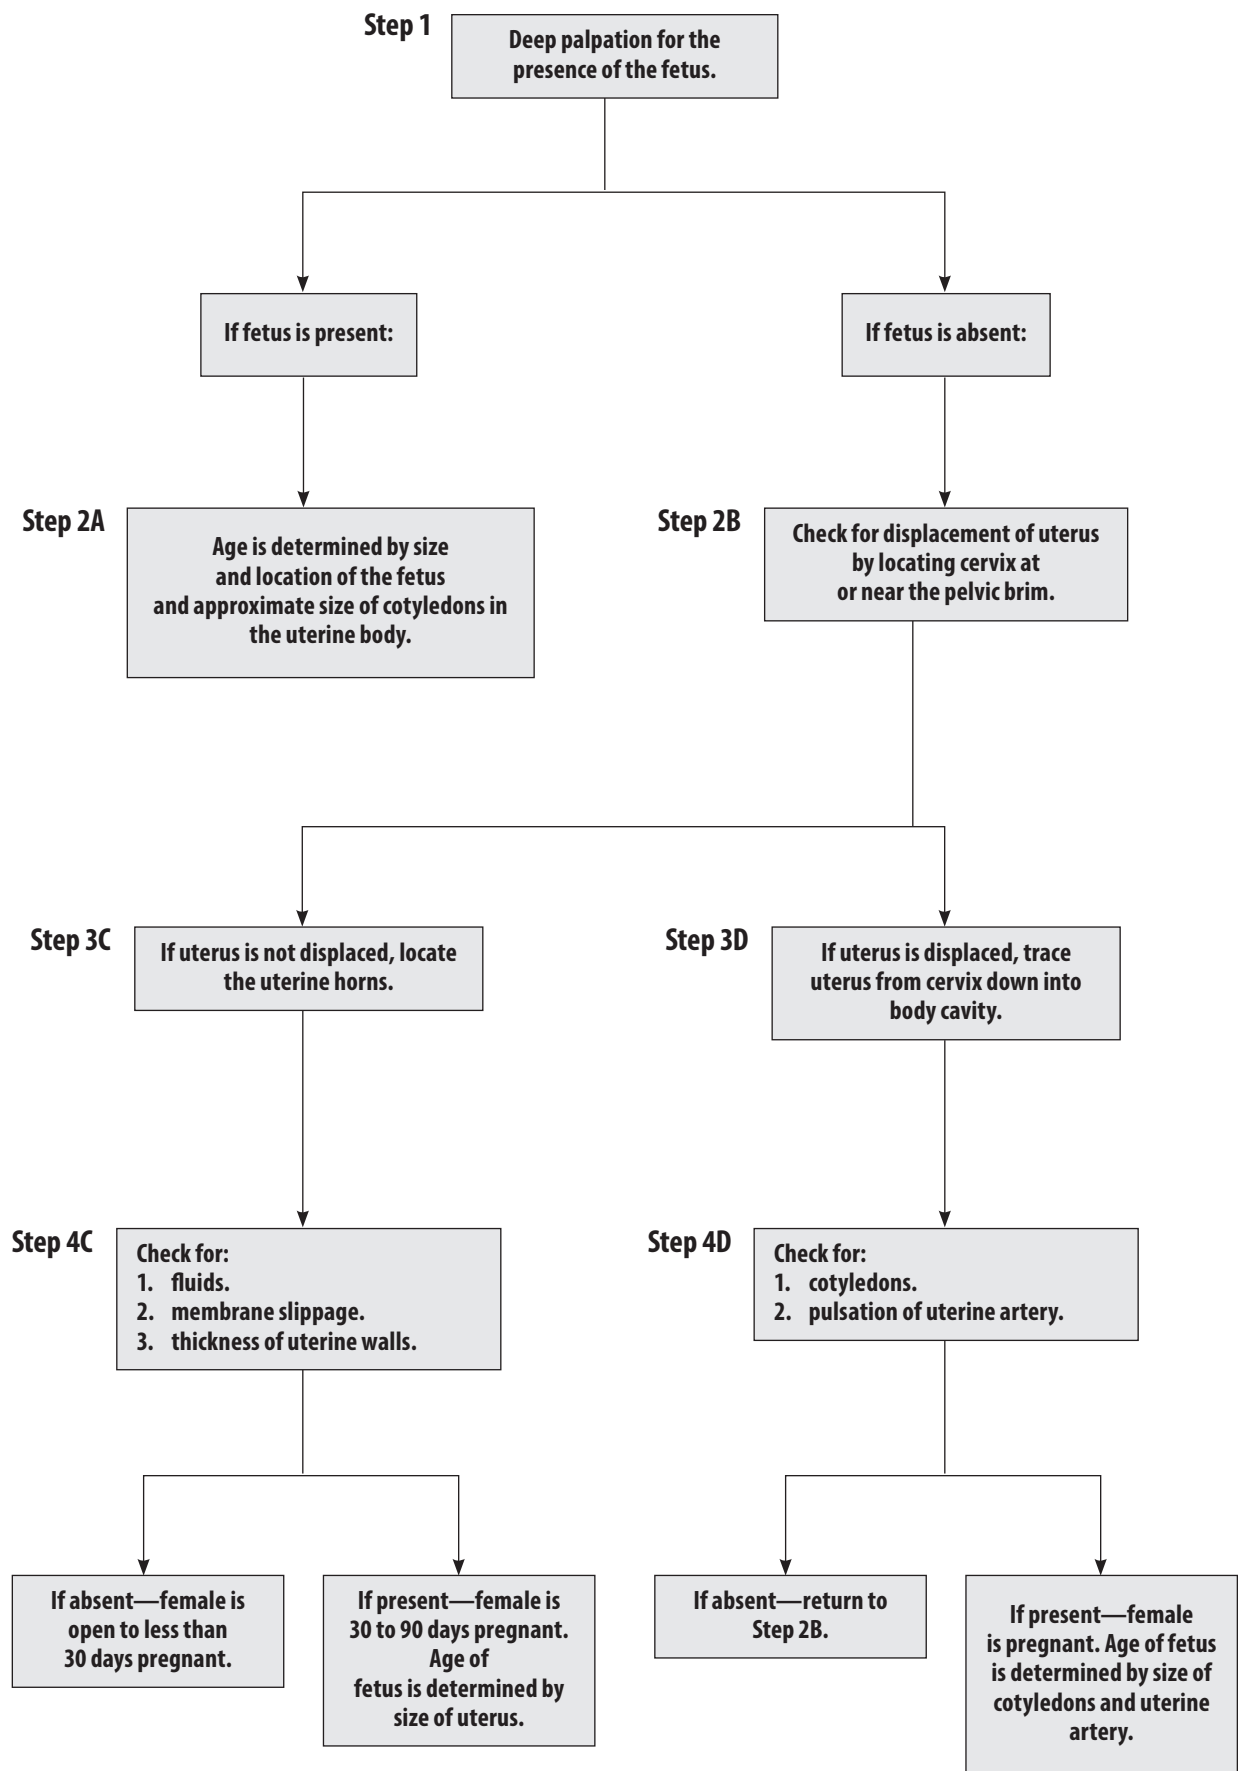 Step 1
Deep palpation for the
presence of the fetus.
If fetus is present:
If fetus is absent:
Step 2A
Age is determined by size
and location of the fetus
and approximate size of cotyledons in
the uterine body.
Step 2B
Check for displacement of uterus
by locating cervix at
or near the pelvic brim.
Step 3C
If uterus is not displaced, locate
the uterine horns.
Step 3D
If uterus is displaced, trace
uterus from cervix down into
body cavity.
Step 4C
Check for:
1. fluids.
2. membrane slippage.
3. thickness of uterine walls.
Step 4D
Check for:
1. cotyledons.
2. pulsation of uterine artery.
If absent—female is
open to less than
30 days pregnant.
If present—female is
30 to 90 days pregnant.
Age of
fetus is determined by
size of uterus.
If absent—return to
Step 2B.
If present—female
is pregnant. Age of fetus
is determined by size of
cotyledons and uterine
artery.